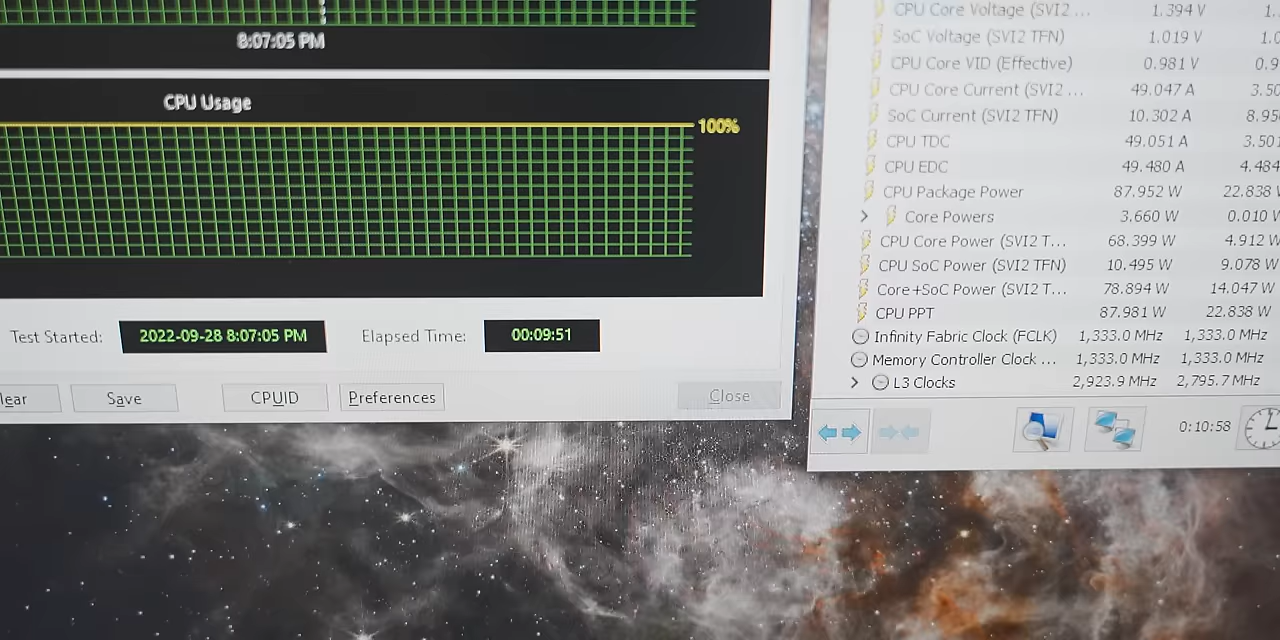 8:07:05 PM
CPU Usage
100%
Test Started: 2022-09-28 8:07:05 PM Elapsed Time: 00:09:51
lear Save CPUID Preferences Close
CPU Core Voltage (SVI2 ... 1.394 V 1.
SoC Voltage (SVI2 TFN) 1.019 V 1.0
CPU Core VID (Effective) 0.981 V 0.9
CPU Core Current (SVI2 ... 49.047 A 3.50
SoC Current (SVI2 TFN) 10.302 A 8.95
CPU TDC 49.051 A 3.501
CPU EDC 49.480 A 4.484
CPU Package Power 87.952 W 22.838 W
Core Powers 3.660 W 0.010 W
CPU Core Power (SVI2 T... 68.399 W 4.912 W
CPU SoC Power (SVI2 TFN) 10.495 W 9.078 W
Core+SoC Power (SVI2 T... 78.894 W 14.047 W
CPU PPT 87.981 W 22.838 W
Infinity Fabric Clock (FCLK) 1,333.0 MHz 1,333.0 MHz
Memory Controller Clock ... 1,333.0 MHz 1,333.0 MHz
L3 Clocks 2,923.9 MHz 2,795.7 MHz
0:10:58